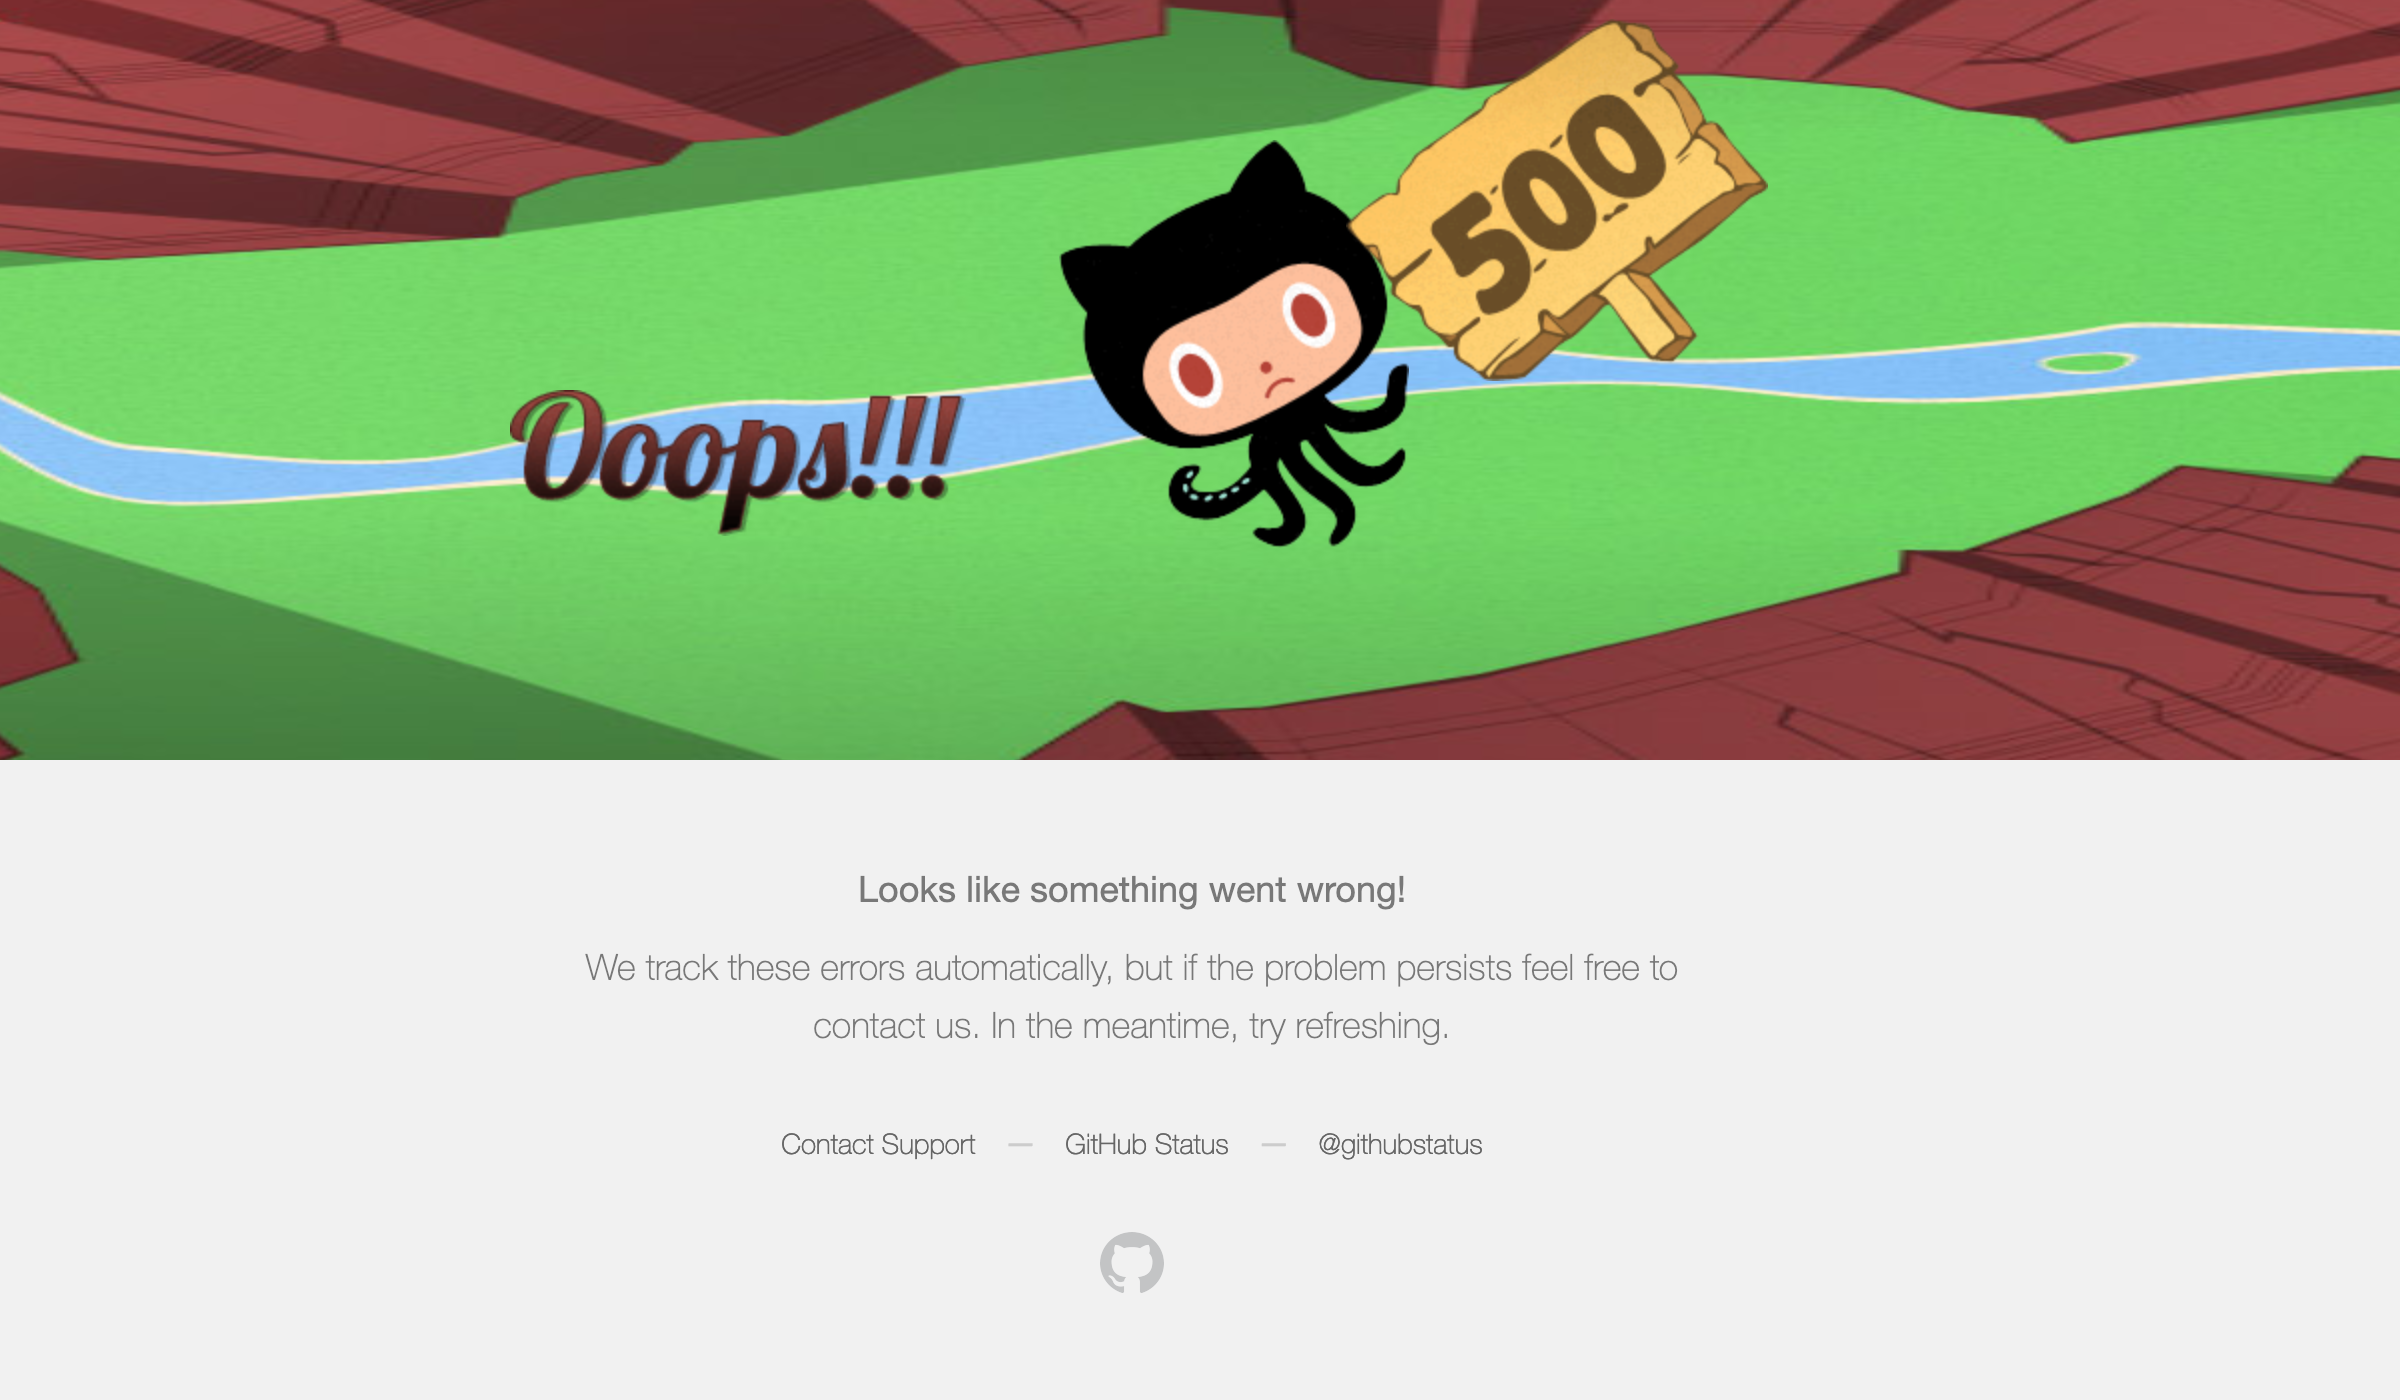 500
Ooops!!!
Looks like something went wrong!
We track these errors automatically, but if the problem persists feel free to
contact us. In the meantime, try refreshing.
Contact Support — GitHub Status — @githubstatus